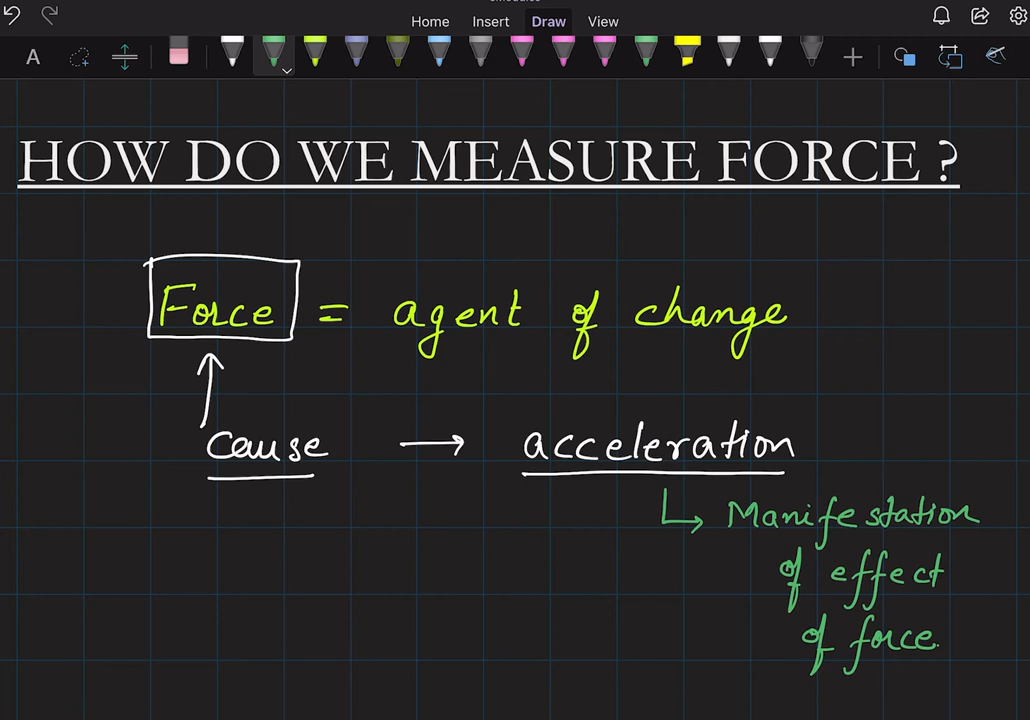 Home Insert Draw View
A
HOW DO WE MEASURE FORCE ?
Force = agent of change
cause → acceleration
↳ Manifestation
of effect
of force.